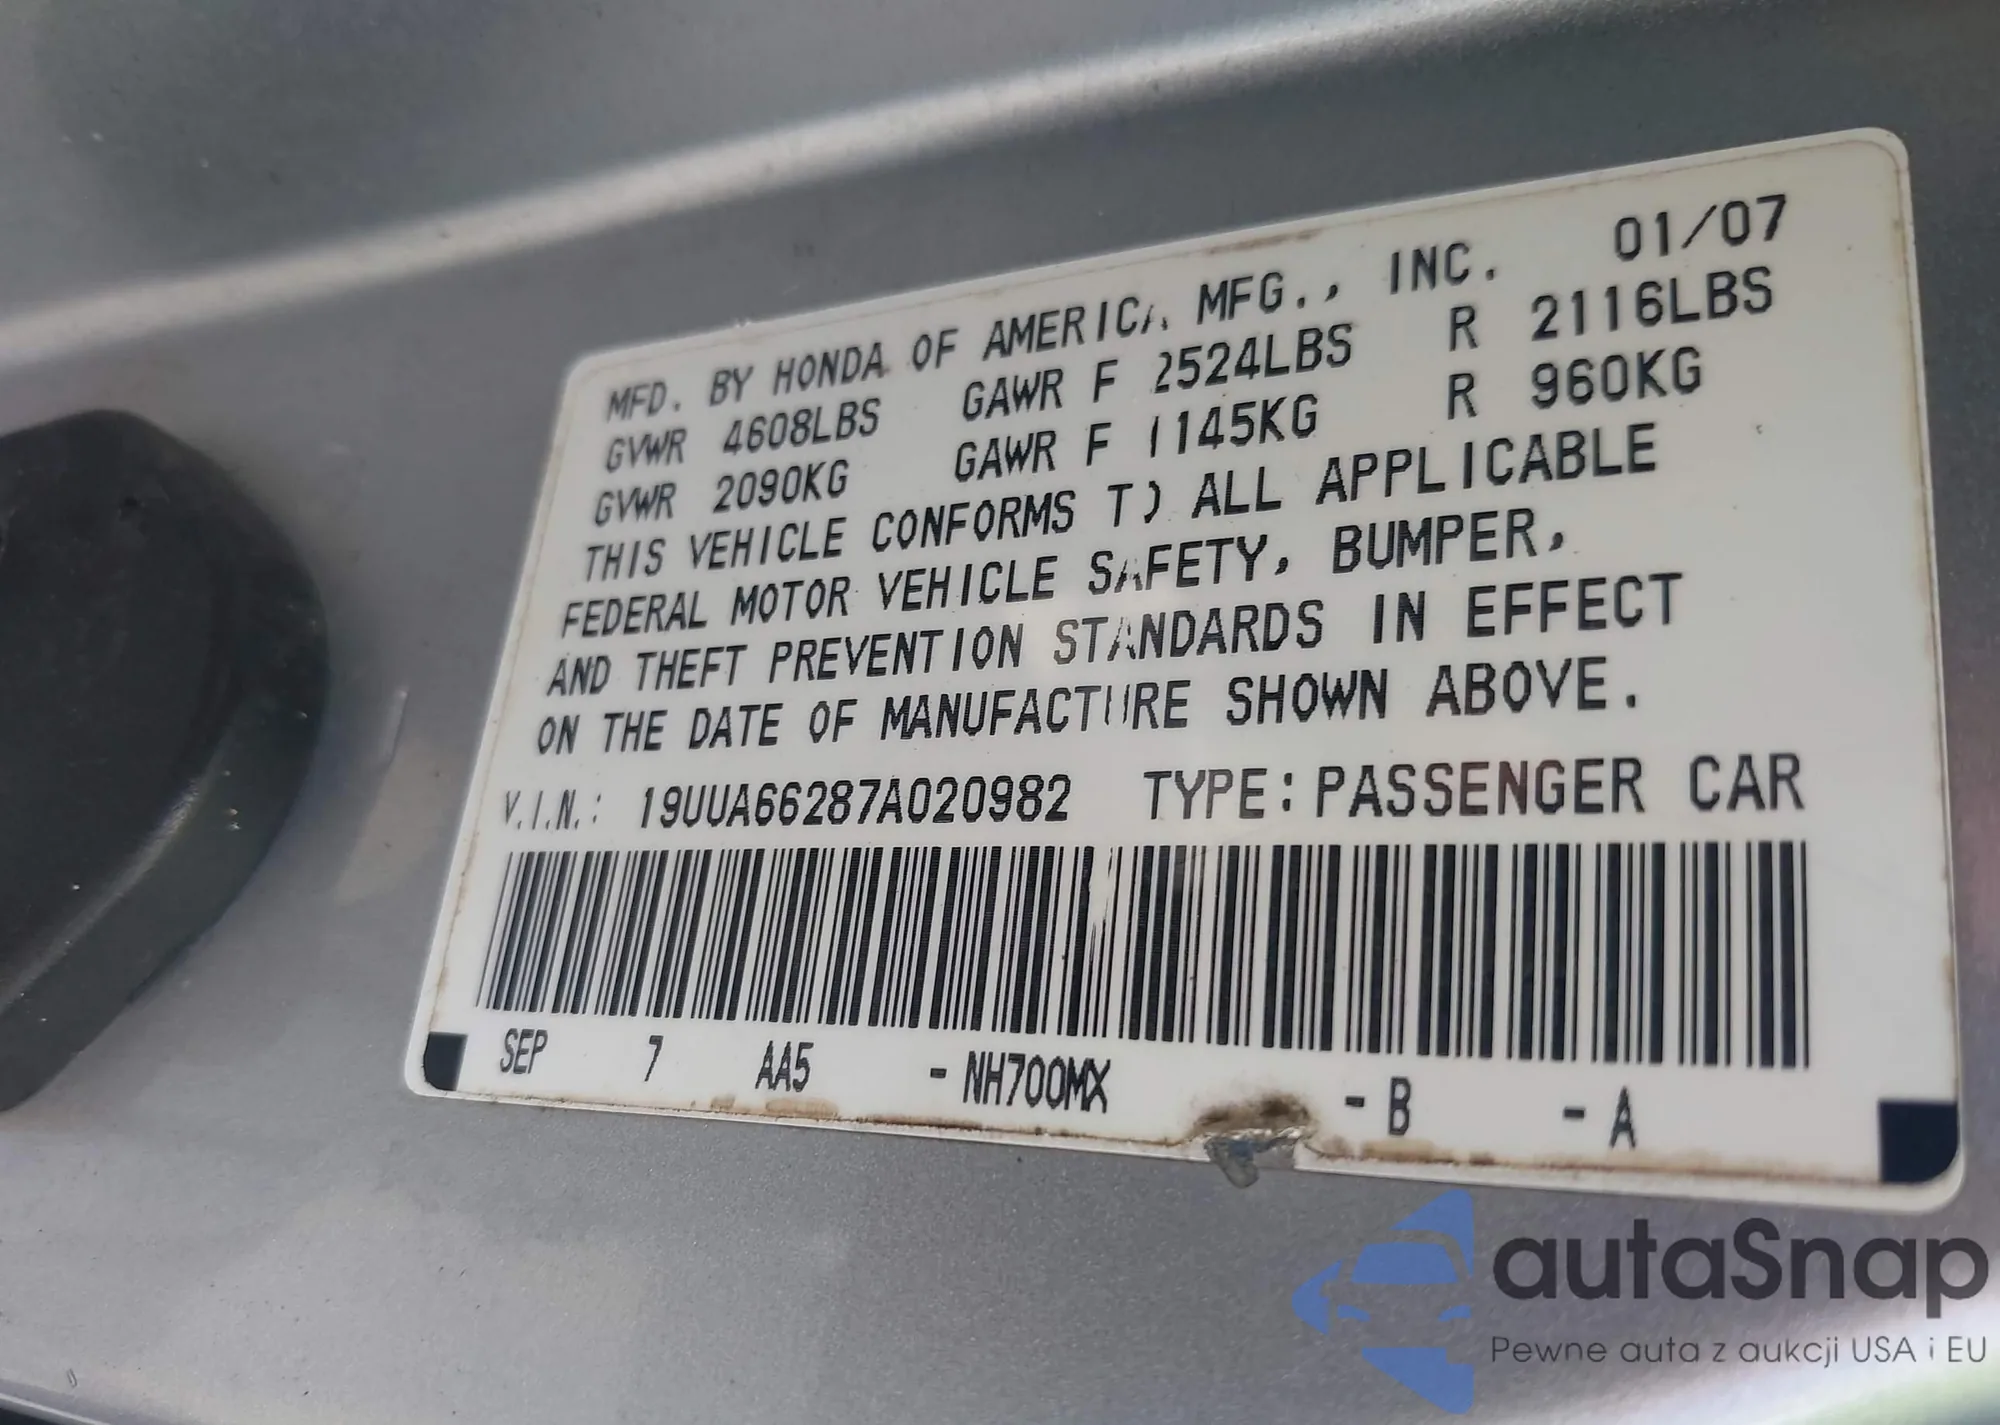 MFD. BY HONDA OF AMERICA MFG., INC. 01/07
GVWR 4608LBS GAWR F 2524LBS R 2116LBS
GVWR 2090KG GAWR F 1145KG R 960KG
THIS VEHICLE CONFORMS TO ALL APPLICABLE
FEDERAL MOTOR VEHICLE SAFETY, BUMPER,
AND THEFT PREVENTION STANDARDS IN EFFECT
ON THE DATE OF MANUFACTURE SHOWN ABOVE.
V.I.N.: 19UUA66287A020982 TYPE: PASSENGER CAR
SEP 7 AA5 - NH700MX - B - A
autaSnap
Pewne auta z aukcji USA i EU